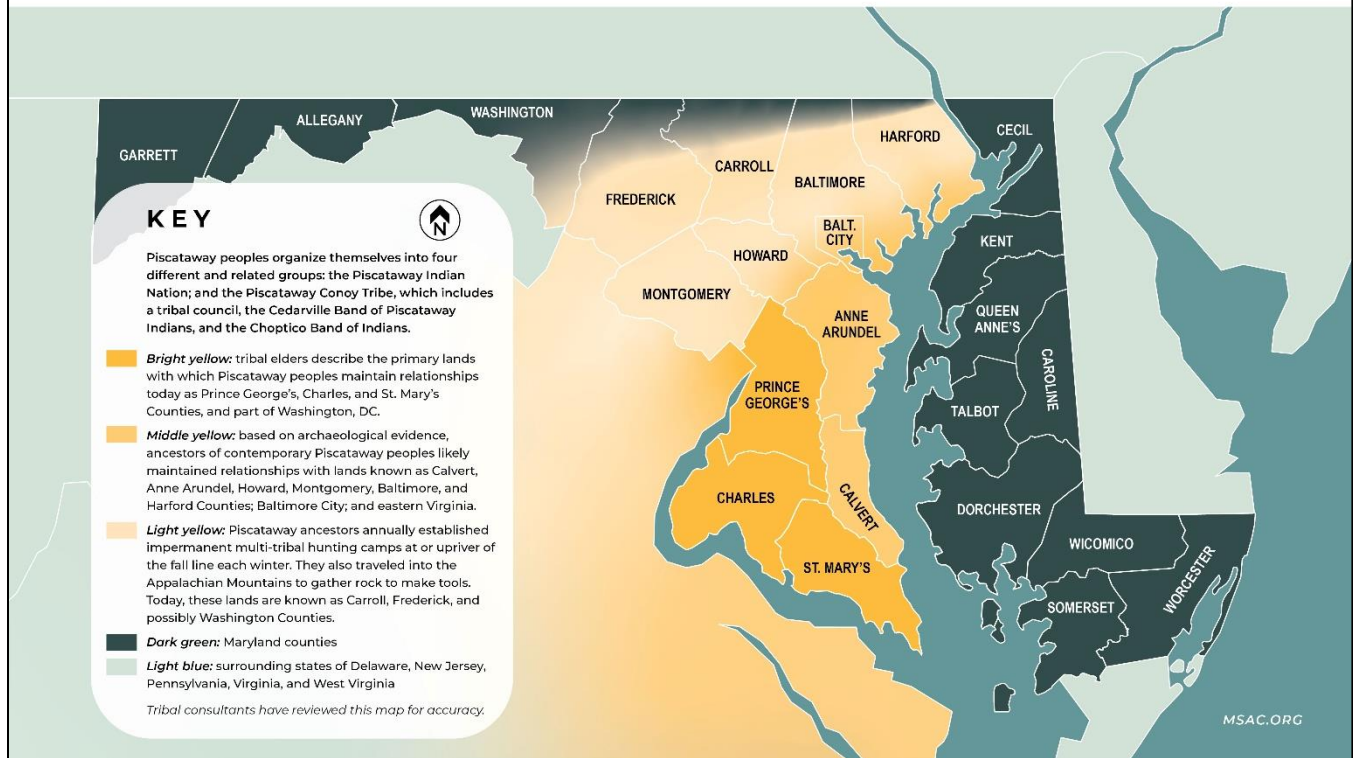 GARRETT
ALLEGANY
WASHINGTON
FREDERICK
CARROLL
BALTIMORE
HARFORD
CECIL
BALT.
CITY
HOWARD
MONTGOMERY
ANNE
ARUNDEL
PRINCE
GEORGE'S
CHARLES
CALVERT
ST. MARY'S
KENT
QUEEN
ANNE'S
CAROLINE
TALBOT
DORCHESTER
WICOMICO
SOMERSET
WORCESTER
KEY
N
Piscataway peoples organize themselves into four
different and related groups: the Piscataway Indian
Nation; and the Piscataway Conoy Tribe, which includes
a tribal council, the Cedarville Band of Piscataway
Indians, and the Choptico Band of Indians.
Bright yellow: tribal elders describe the primary lands
with which Piscataway peoples maintain relationships
today as Prince George's, Charles, and St. Mary's
Counties, and part of Washington, DC.
Middle yellow: based on archaeological evidence,
ancestors of contemporary Piscataway peoples likely
maintained relationships with lands known as Calvert,
Anne Arundel, Howard, Montgomery, Baltimore, and
Harford Counties; Baltimore City; and eastern Virginia.
Light yellow: Piscataway ancestors annually established
impermanent multi-tribal hunting camps at or upriver of
the fall line each winter. They also traveled into the
Appalachian Mountains to gather rock to make tools.
Today, these lands are known as Carroll, Frederick, and
possibly Washington Counties.
Dark green: Maryland counties
Light blue: surrounding states of Delaware, New Jersey,
Pennsylvania, Virginia, and West Virginia
Tribal consultants have reviewed this map for accuracy.
MSAC.ORG